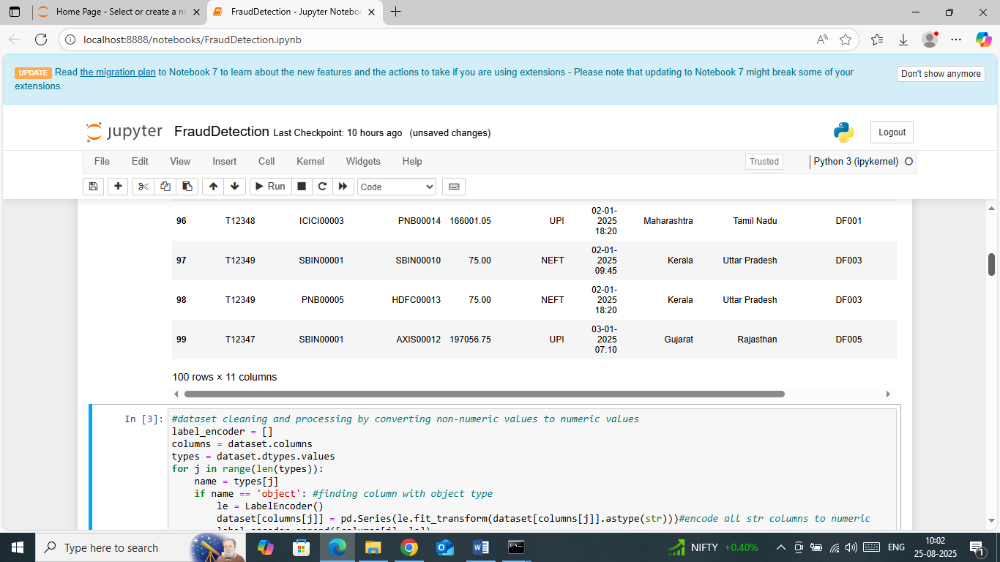 Home Page - Select or create a no
FraudDetection - Jupyter Noteboo
localhost:8888/notebooks/FraudDetection.ipynb
UPDATE Read the migration plan to Notebook 7 to learn about the new features and the actions to take if you are using extensions - Please note that updating to Notebook 7 might break some of your
extensions.
Don't show anymore
jupyter FraudDetection Last Checkpoint: 10 hours ago (unsaved changes)
Logout
File Edit View Insert Cell Kernel Widgets Help
Trusted
Python 3 (ipykernel)
Run
Code
96 T12348 ICICI00003 PNB00014 166001.05 UPI 02-01-2025 18:20 Maharashtra Tamil Nadu DF001
97 T12349 SBIN00001 SBIN00010 75.00 NEFT 02-01-2025 09:45 Kerala Uttar Pradesh DF003
98 T12349 PNB00005 HDFC00013 75.00 NEFT 02-01-2025 18:20 Kerala Uttar Pradesh DF003
99 T12347 SBIN00001 AXIS00012 197056.75 UPI 03-01-2025 07:10 Gujarat Rajasthan DF005
100 rows × 11 columns
In [3]:
#dataset cleaning and processing by converting non-numeric values to numeric values
label_encoder = []
columns = dataset.columns
types = dataset.dtypes.values
for j in range(len(types)):
    name = types[j]
    if name == 'object': #finding column with object type
        le = LabelEncoder()
        dataset[columns[j]] = pd.Series(le.fit_transform(dataset[columns[j]].astype(str)))#encode all str columns to numeric
Type here to search
NIFTY +0.40%
ENG
10:02
25-08-2025
1